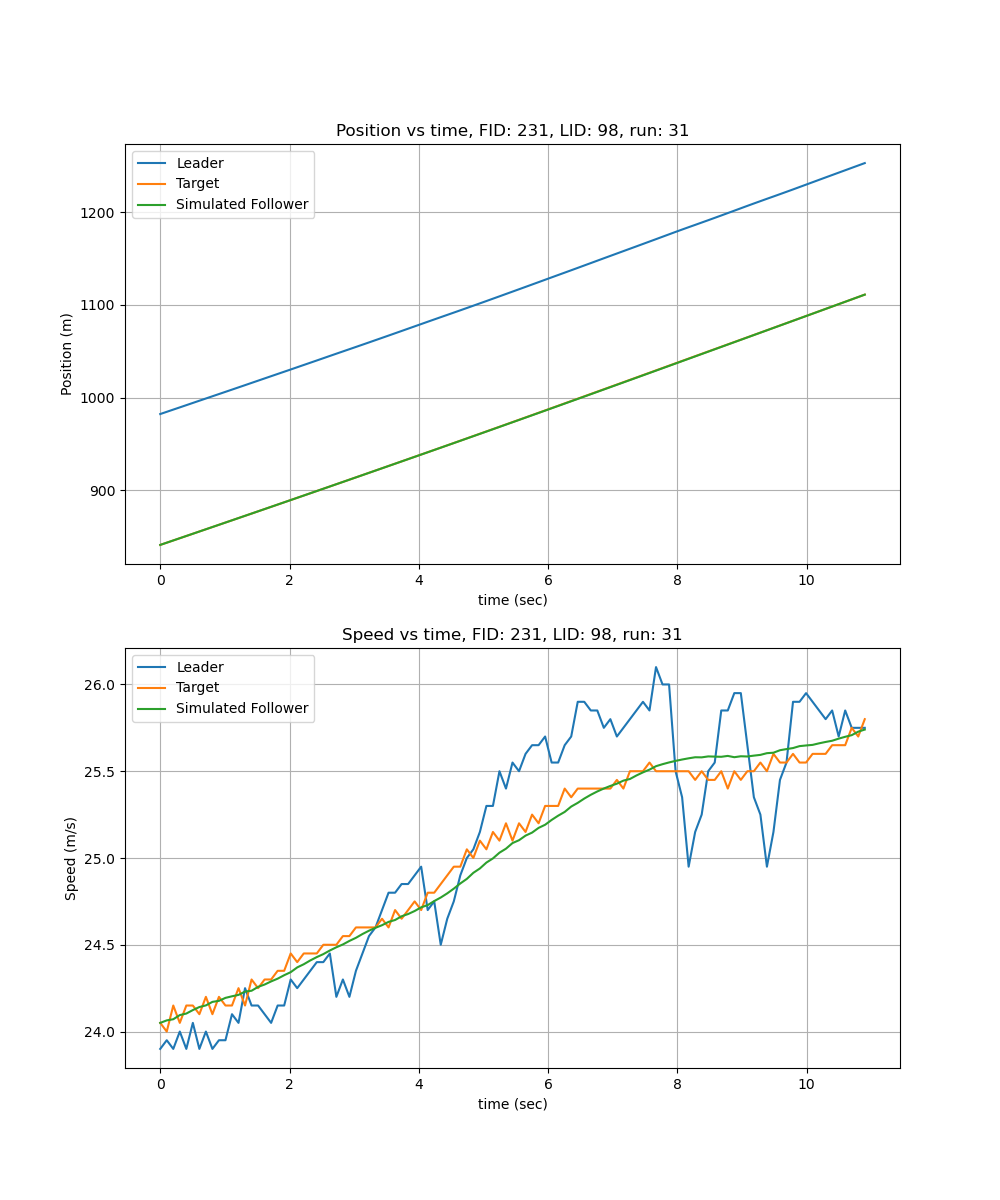 Position vs time, FID: 231, LID: 98, run: 31
Leader
Target
Simulated Follower
1200
1100
1000
900
Position (m)
0 2 4 6 8 10
time (sec)
Speed vs time, FID: 231, LID: 98, run: 31
Leader
Target
Simulated Follower
26.0
25.5
25.0
24.5
24.0
Speed (m/s)
0 2 4 6 8 10
time (sec)